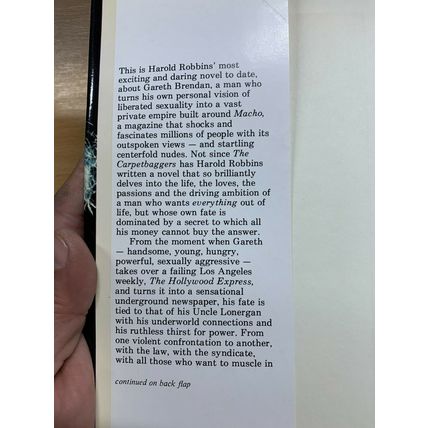 This is Harold Robbins' most
exciting and daring novel to date,
about Gareth Brendan, a man who
turns his own personal vision of
liberated sexuality into a vast
private empire built around Macho,
a magazine that shocks and
fascinates millions of people with its
outspoken views — and startling
centerfold nudes. Not since The
Carpetbaggers has Harold Robbins
written a novel that so brilliantly
delves into the life, the loves, the
passions and the driving ambition of
a man who wants everything out of
life, but whose own fate is
dominated by a secret to which all
his money cannot buy the answer.
From the moment when Gareth
— handsome, young, hungry,
powerful, sexually aggressive —
takes over a failing Los Angeles
weekly, The Hollywood Express,
and turns it into a sensational
underground newspaper, his fate is
tied to that of his Uncle Lonergan
with his underworld connections and
his ruthless thirst for power. From
one violent confrontation to another,
with the law, with the syndicate,
with all those who want to muscle in
continued on back flap